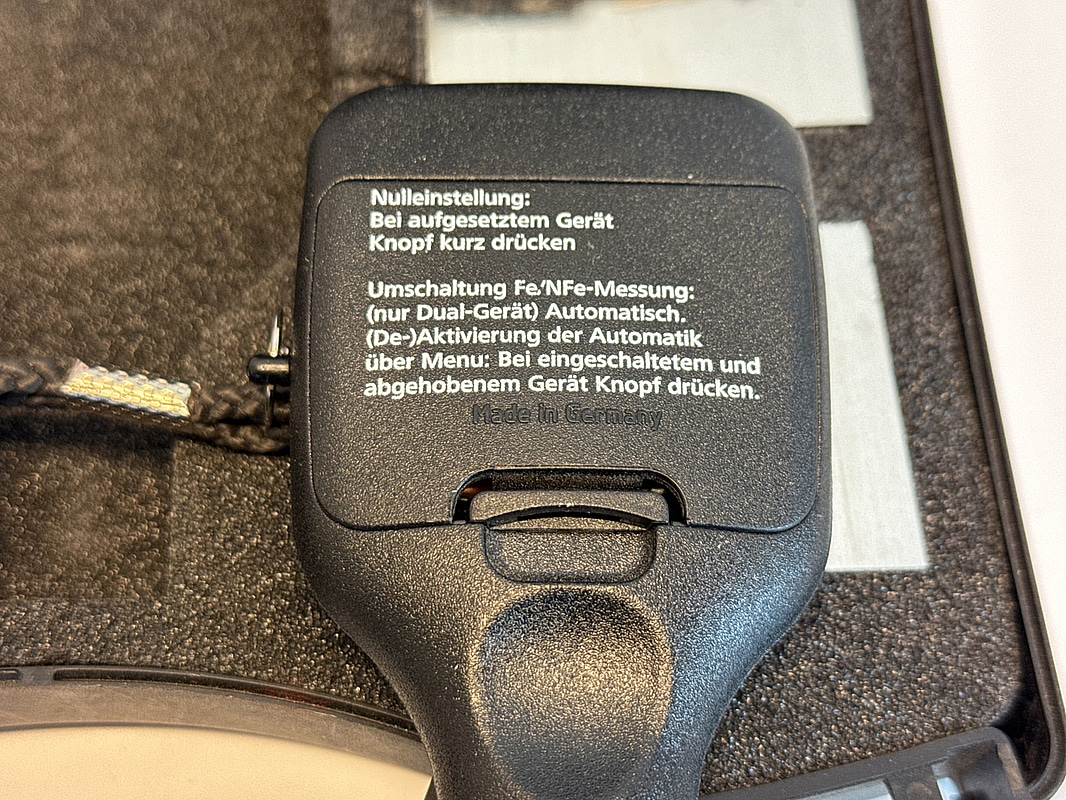 Nulleinstellung:
Bei aufgesetztem Gerät
Knopf kurz drücken
Umschaltung Fe/NFe-Messung:
(nur Dual-Gerät) Automatisch.
(De-)Aktivierung der Automatik
über Menu: Bei eingeschaltetem und
abgehobenem Gerät Knopf drücken.
Made in Germany